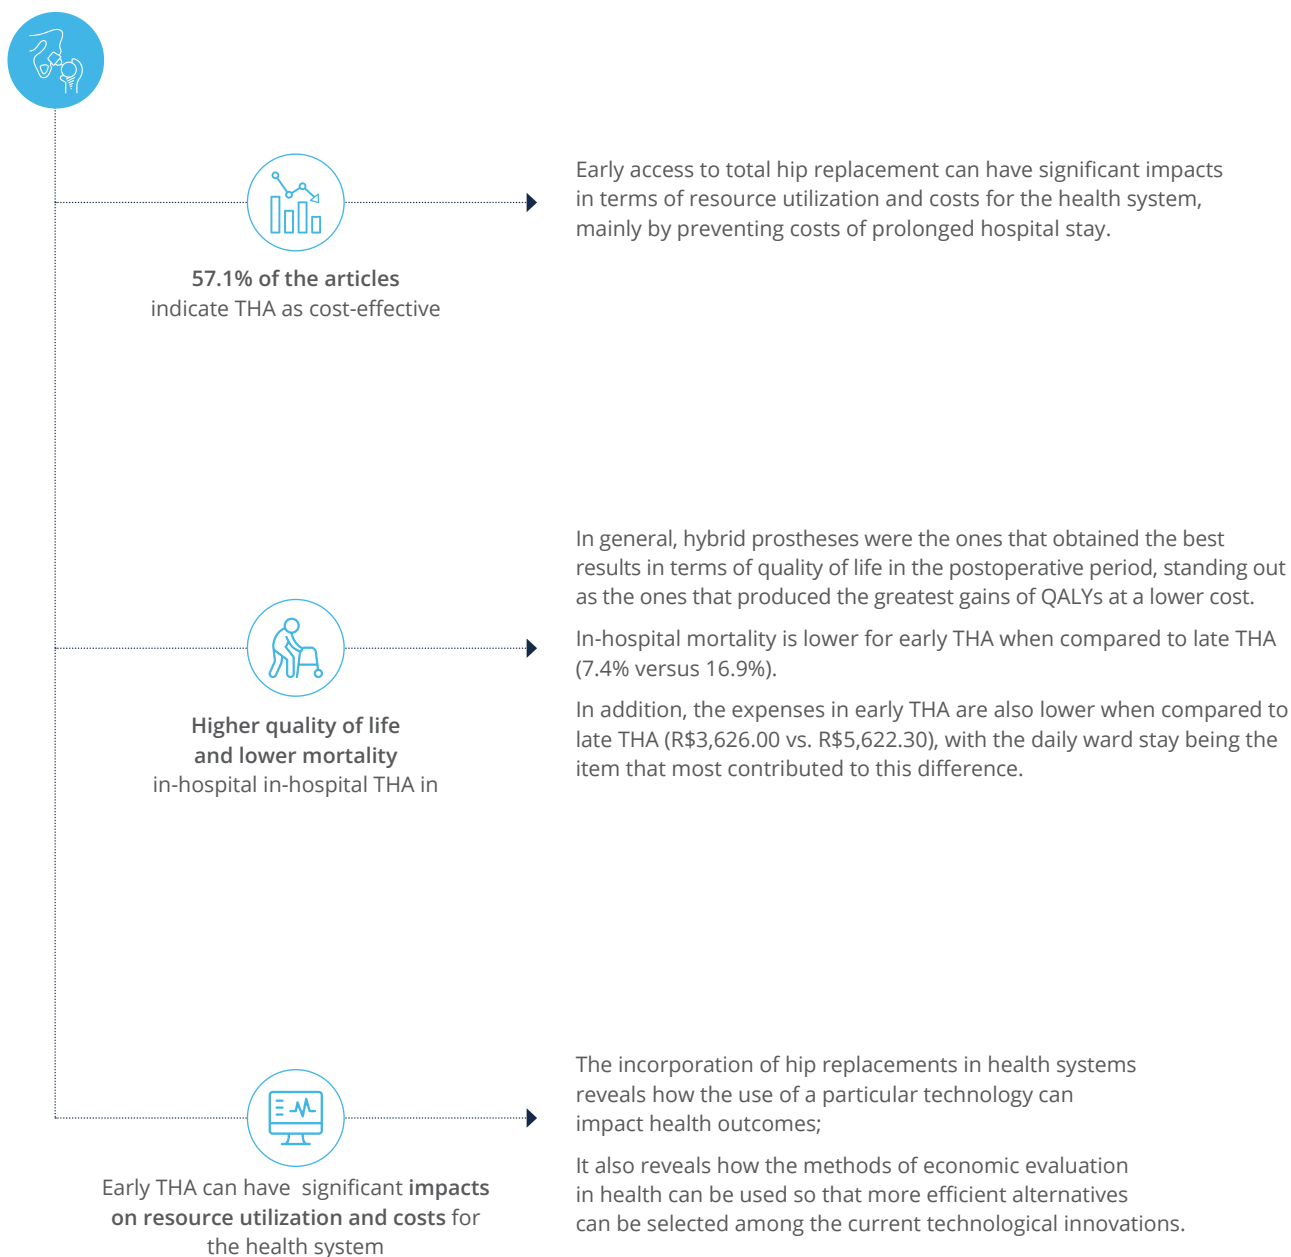 57.1% of the articles
indicate THA as cost-effective
Early access to total hip replacement can have significant impacts
in terms of resource utilization and costs for the health system,
mainly by preventing costs of prolonged hospital stay.
Higher quality of life
and lower mortality
in-hospital in-hospital THA in
In general, hybrid prostheses were the ones that obtained the best
results in terms of quality of life in the postoperative period, standing out
as the ones that produced the greatest gains of QALYs at a lower cost.
In-hospital mortality is lower for early THA when compared to late THA
(7.4% versus 16.9%).
In addition, the expenses in early THA are also lower when compared to
late THA (R$3,626.00 vs. R$5,622.30), with the daily ward stay being the
item that most contributed to this difference.
Early THA can have  significant impacts
on resource utilization and costs for
the health system
The incorporation of hip replacements in health systems
reveals how the use of a particular technology can
impact health outcomes;
It also reveals how the methods of economic evaluation
in health can be used so that more efficient alternatives
can be selected among the current technological innovations.